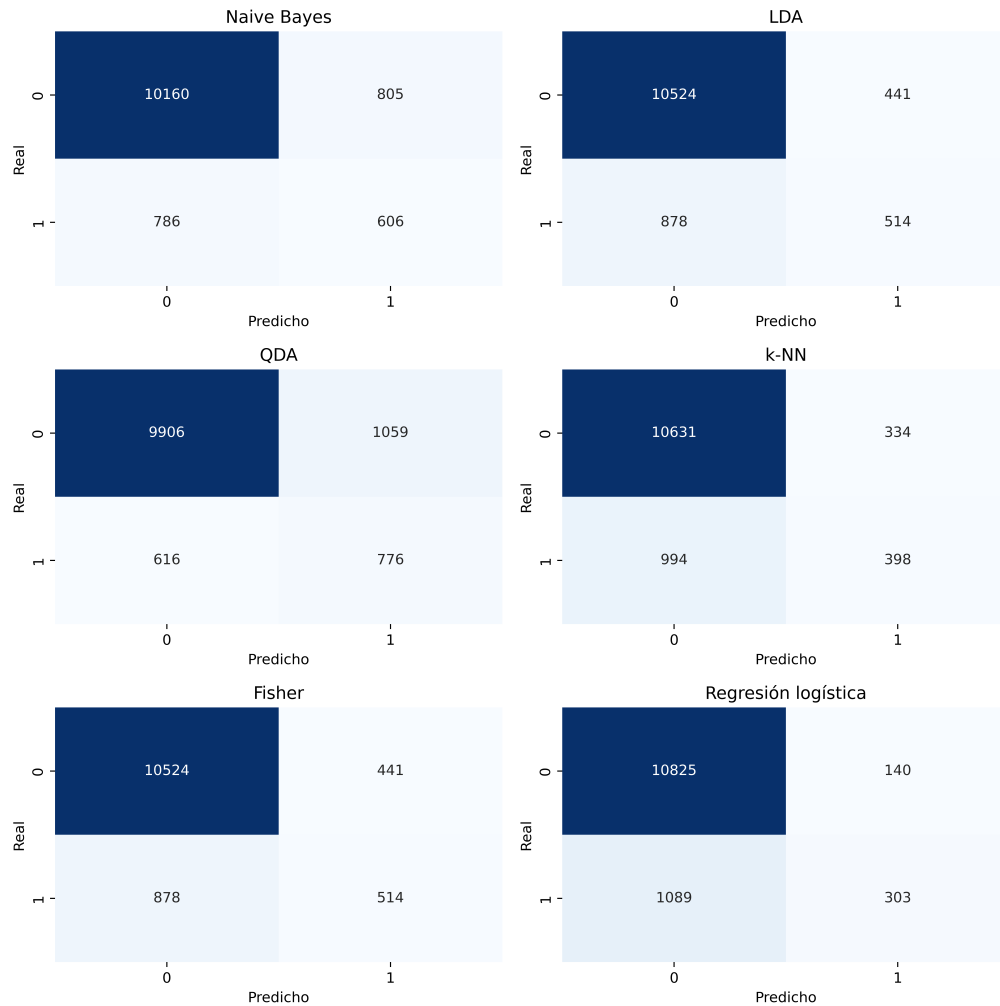 Naive Bayes
Real
0
10160
805
1
786
606
0
1
Predicho
LDA
Real
0
10524
441
1
878
514
0
1
Predicho
QDA
Real
0
9906
1059
1
616
776
0
1
Predicho
k-NN
Real
0
10631
334
1
994
398
0
1
Predicho
Fisher
Real
0
10524
441
1
878
514
0
1
Predicho
Regresión logística
Real
0
10825
140
1
1089
303
0
1
Predicho